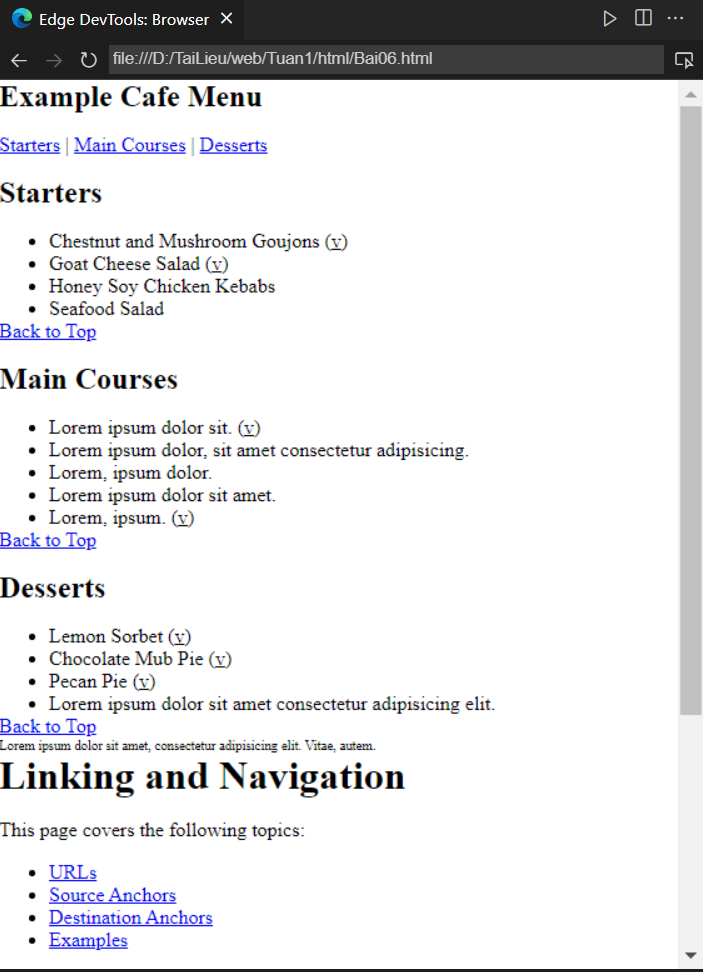 Edge DevTools: Browser
file:///D:/TaiLieu/web/Tuan1/html/Bai06.html
Example Cafe Menu
Starters | Main Courses | Desserts
Starters
Chestnut and Mushroom Goujons (v)
Goat Cheese Salad (v)
Honey Soy Chicken Kebabs
Seafood Salad
Back to Top
Main Courses
Lorem ipsum dolor sit. (v)
Lorem ipsum dolor, sit amet consectetur adipisicing.
Lorem, ipsum dolor.
Lorem ipsum dolor sit amet.
Lorem, ipsum. (v)
Back to Top
Desserts
Lemon Sorbet (v)
Chocolate Mub Pie (v)
Pecan Pie (v)
Lorem ipsum dolor sit amet consectetur adipisicing elit.
Back to Top
Lorem ipsum dolor sit amet, consectetur adipisicing elit. Vitae, autem.
Linking and Navigation
This page covers the following topics:
URLs
Source Anchors
Destination Anchors
Examples